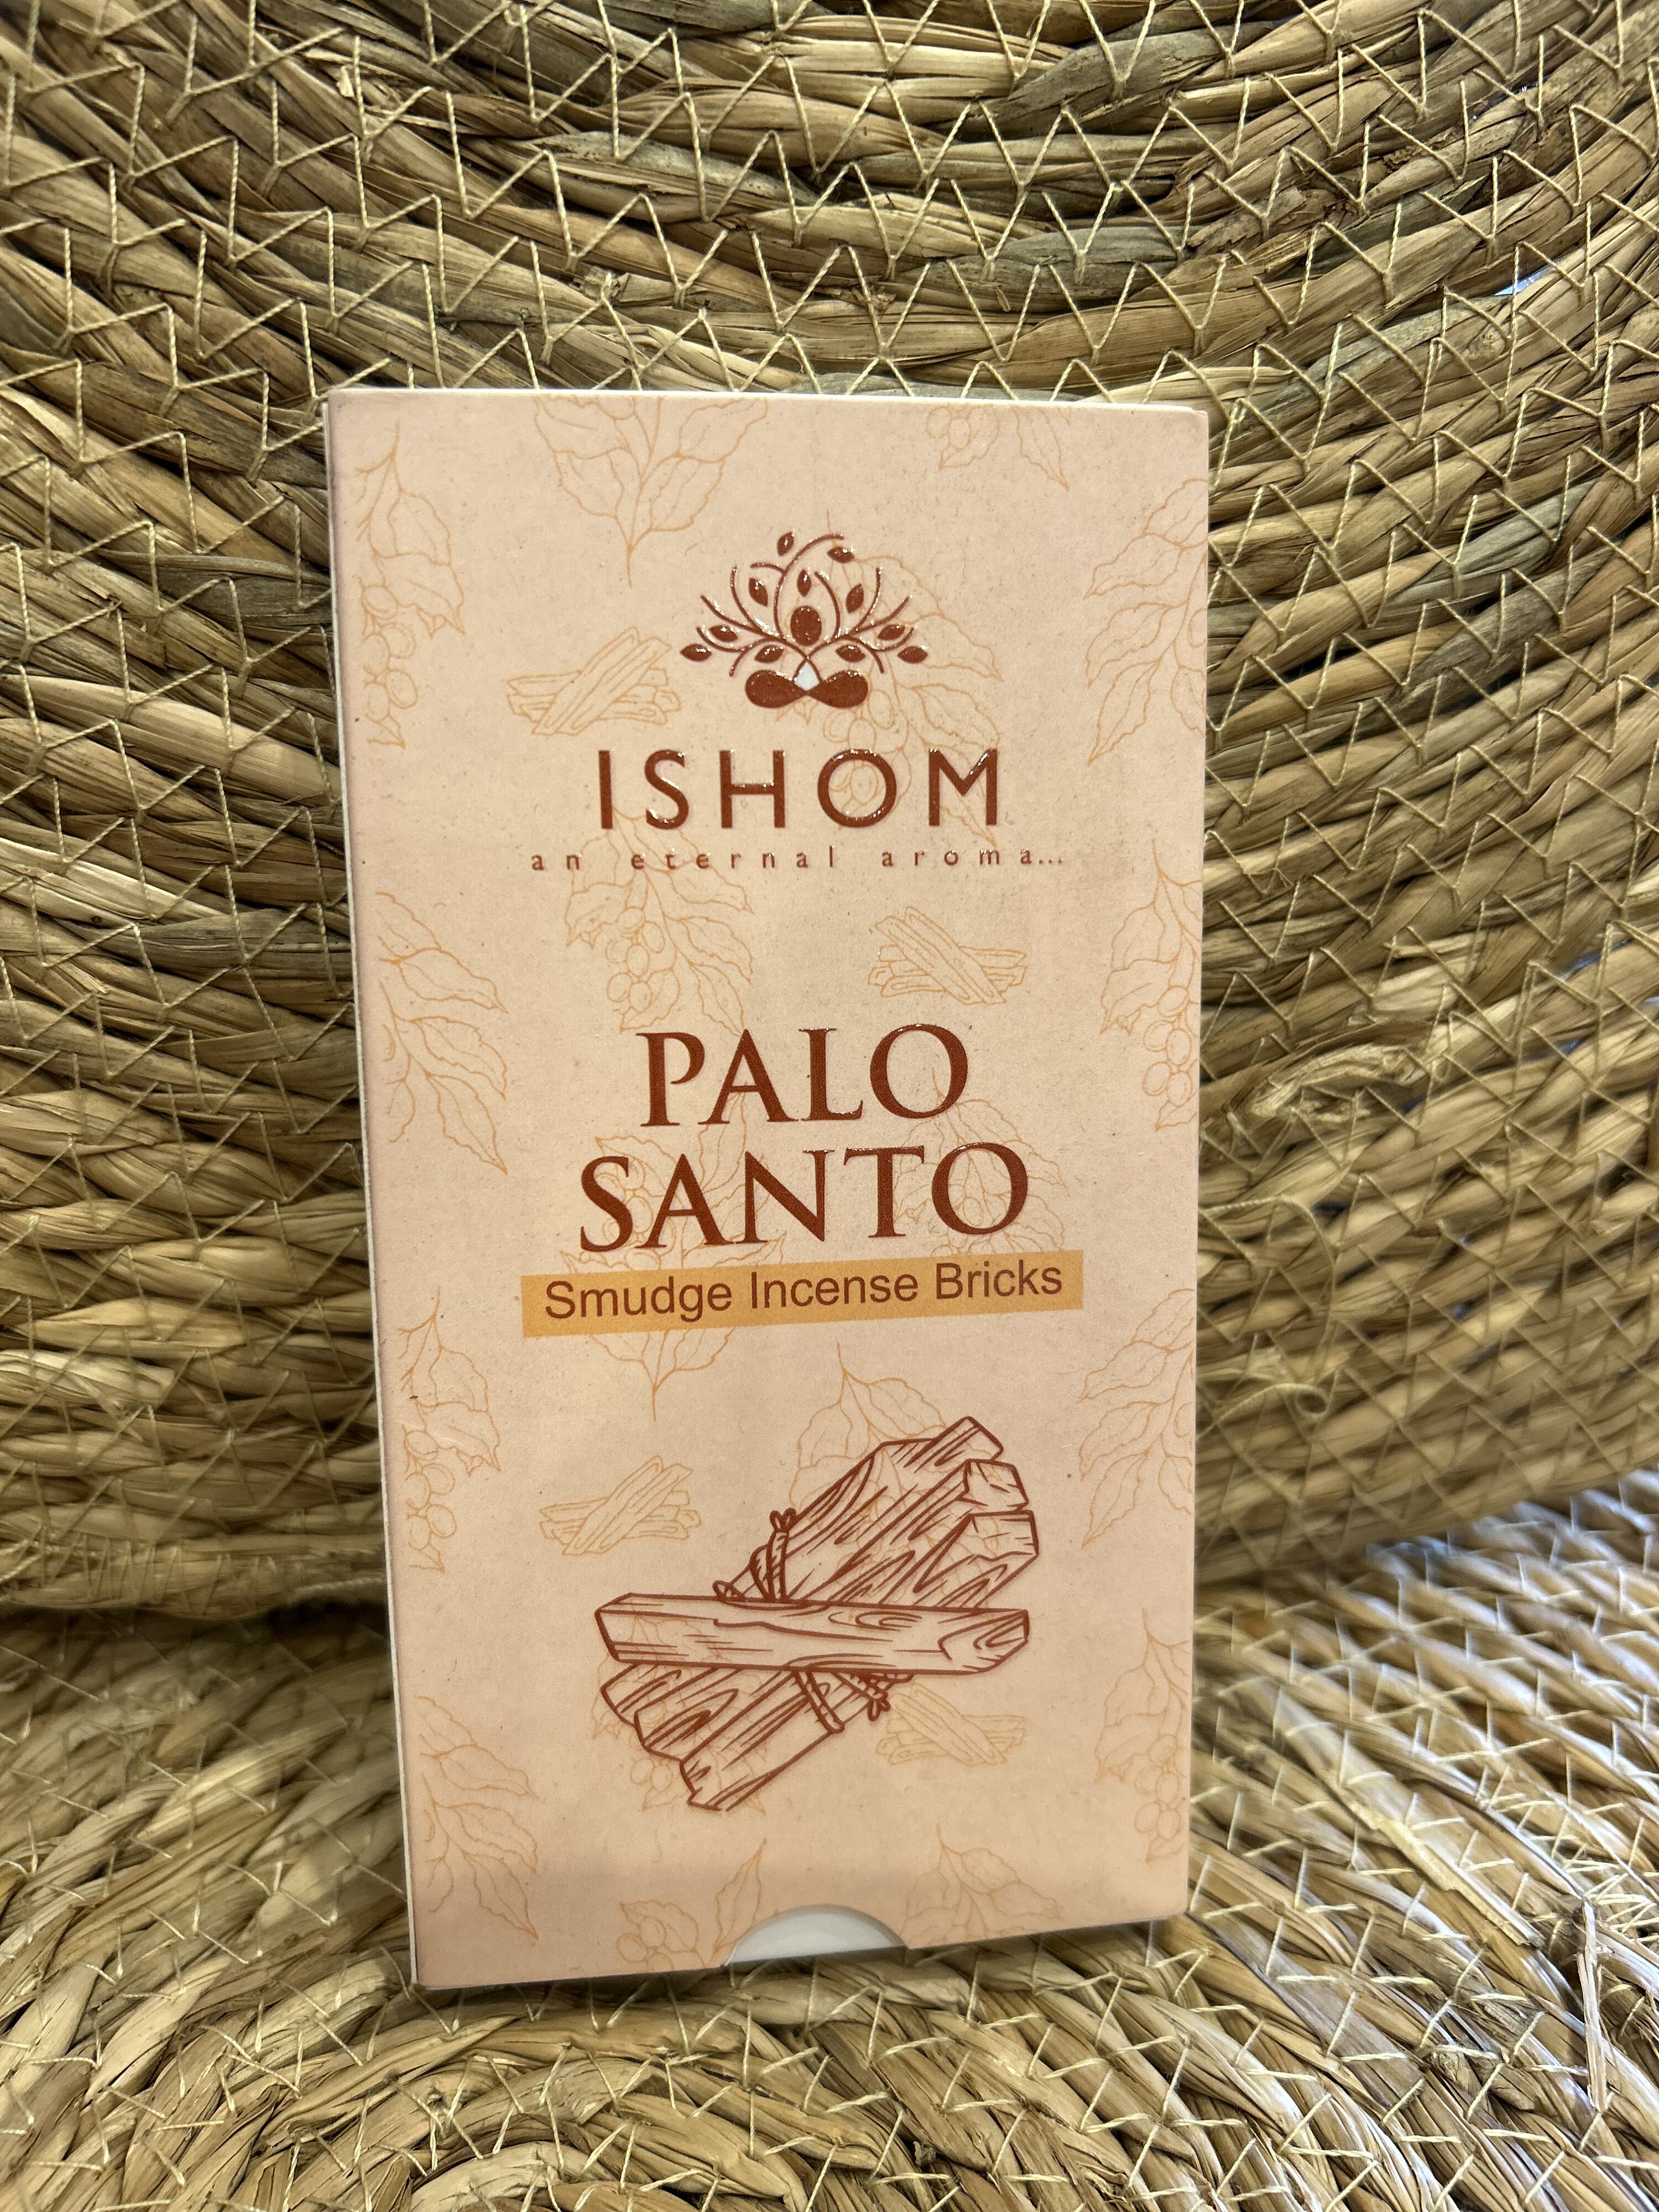 ISHOM
an eternal aroma...
PALO
SANTO
Smudge Incense Bricks